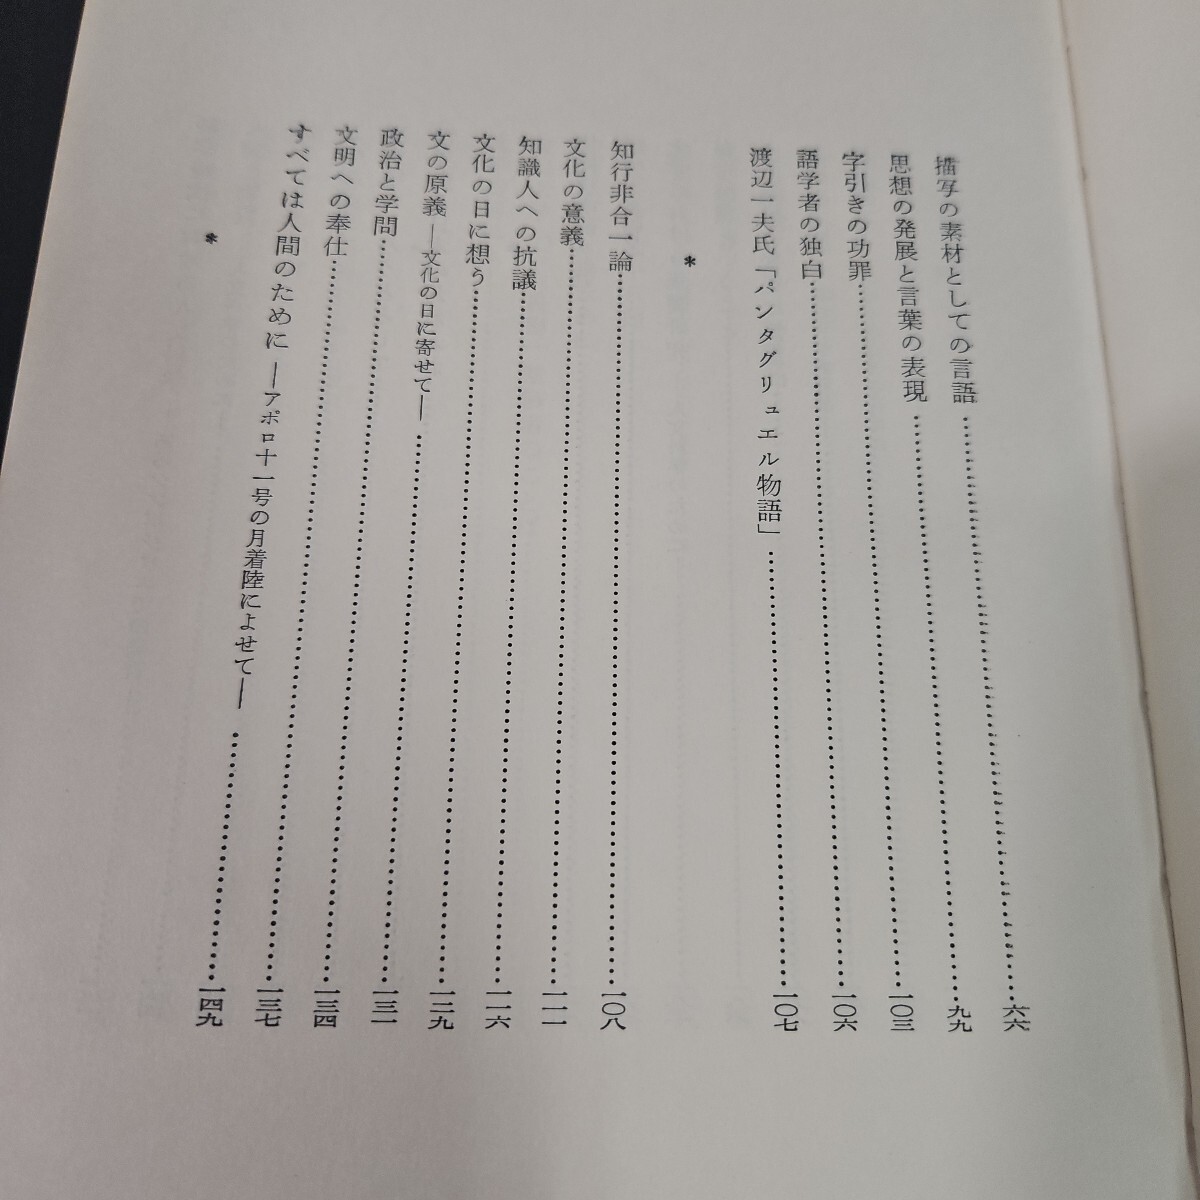 描写の素材としての言語……六六
思想の発展と言葉の表現……九九
字引きの功罪……一〇三
語学者の独白……一〇六
渡辺一夫氏「パンタグリュエル物語」……一〇七
*
知行非合一論……一〇八
文化の意義……一一一
知識人への抗議……一一六
文化の日に想う……一二九
文の原義 ―文化の日に寄せて―……一三一
政治と学問……一三四
文明への奉仕……一三七
すべては人間のために ―アポロ十一号の月着陸によせて―……一四九
*